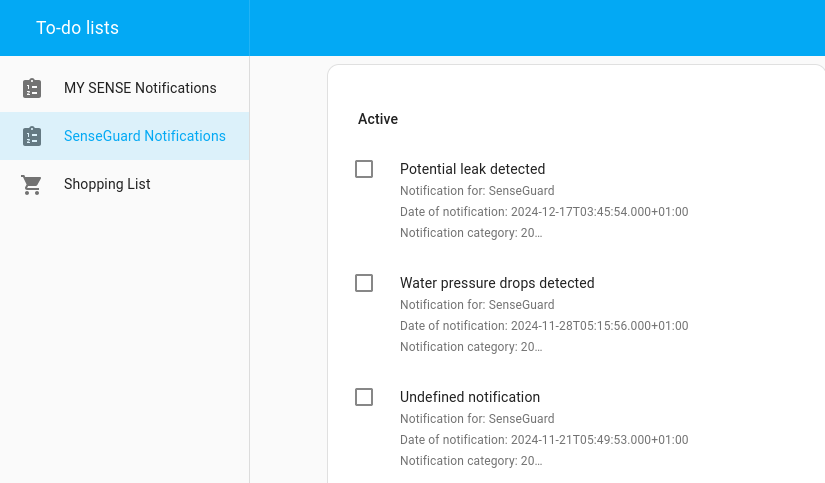 To-do lists
MY SENSE Notifications
SenseGuard Notifications
Shopping List
Active
Potential leak detected
Notification for: SenseGuard
Date of notification: 2024-12-17T03:45:54.000+01:00
Notification category: 20...
Water pressure drops detected
Notification for: SenseGuard
Date of notification: 2024-11-28T05:15:56.000+01:00
Notification category: 20...
Undefined notification
Notification for: SenseGuard
Date of notification: 2024-11-21T05:49:53.000+01:00
Notification category: 20...